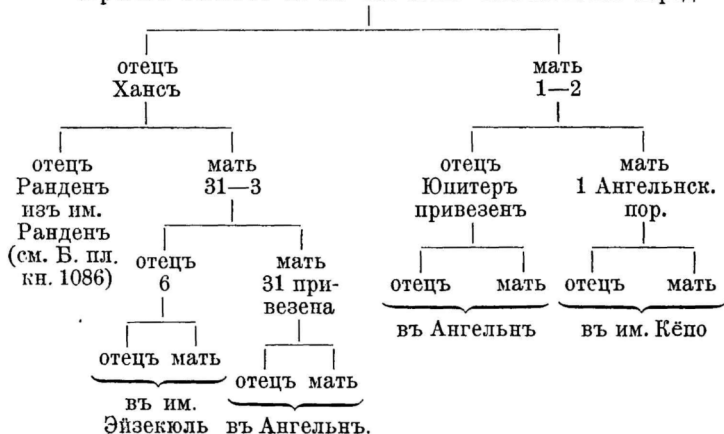 отецъ
Хансъ
мать
1—2
отецъ
Ранденъ
изъ им.
Ранденъ
(см. Б. пл.
кн. 1086)
мать
31—3
отецъ
Юпитеръ
привезенъ
мать
1 Ангельнск.
пор.
отецъ
6
мать
31 при-
везена
отецъ мать
въ Ангельнъ
отецъ мать
въ им. Кёпо
отецъ мать
въ им.
Эйзекюль
отецъ мать
въ Ангельнъ.